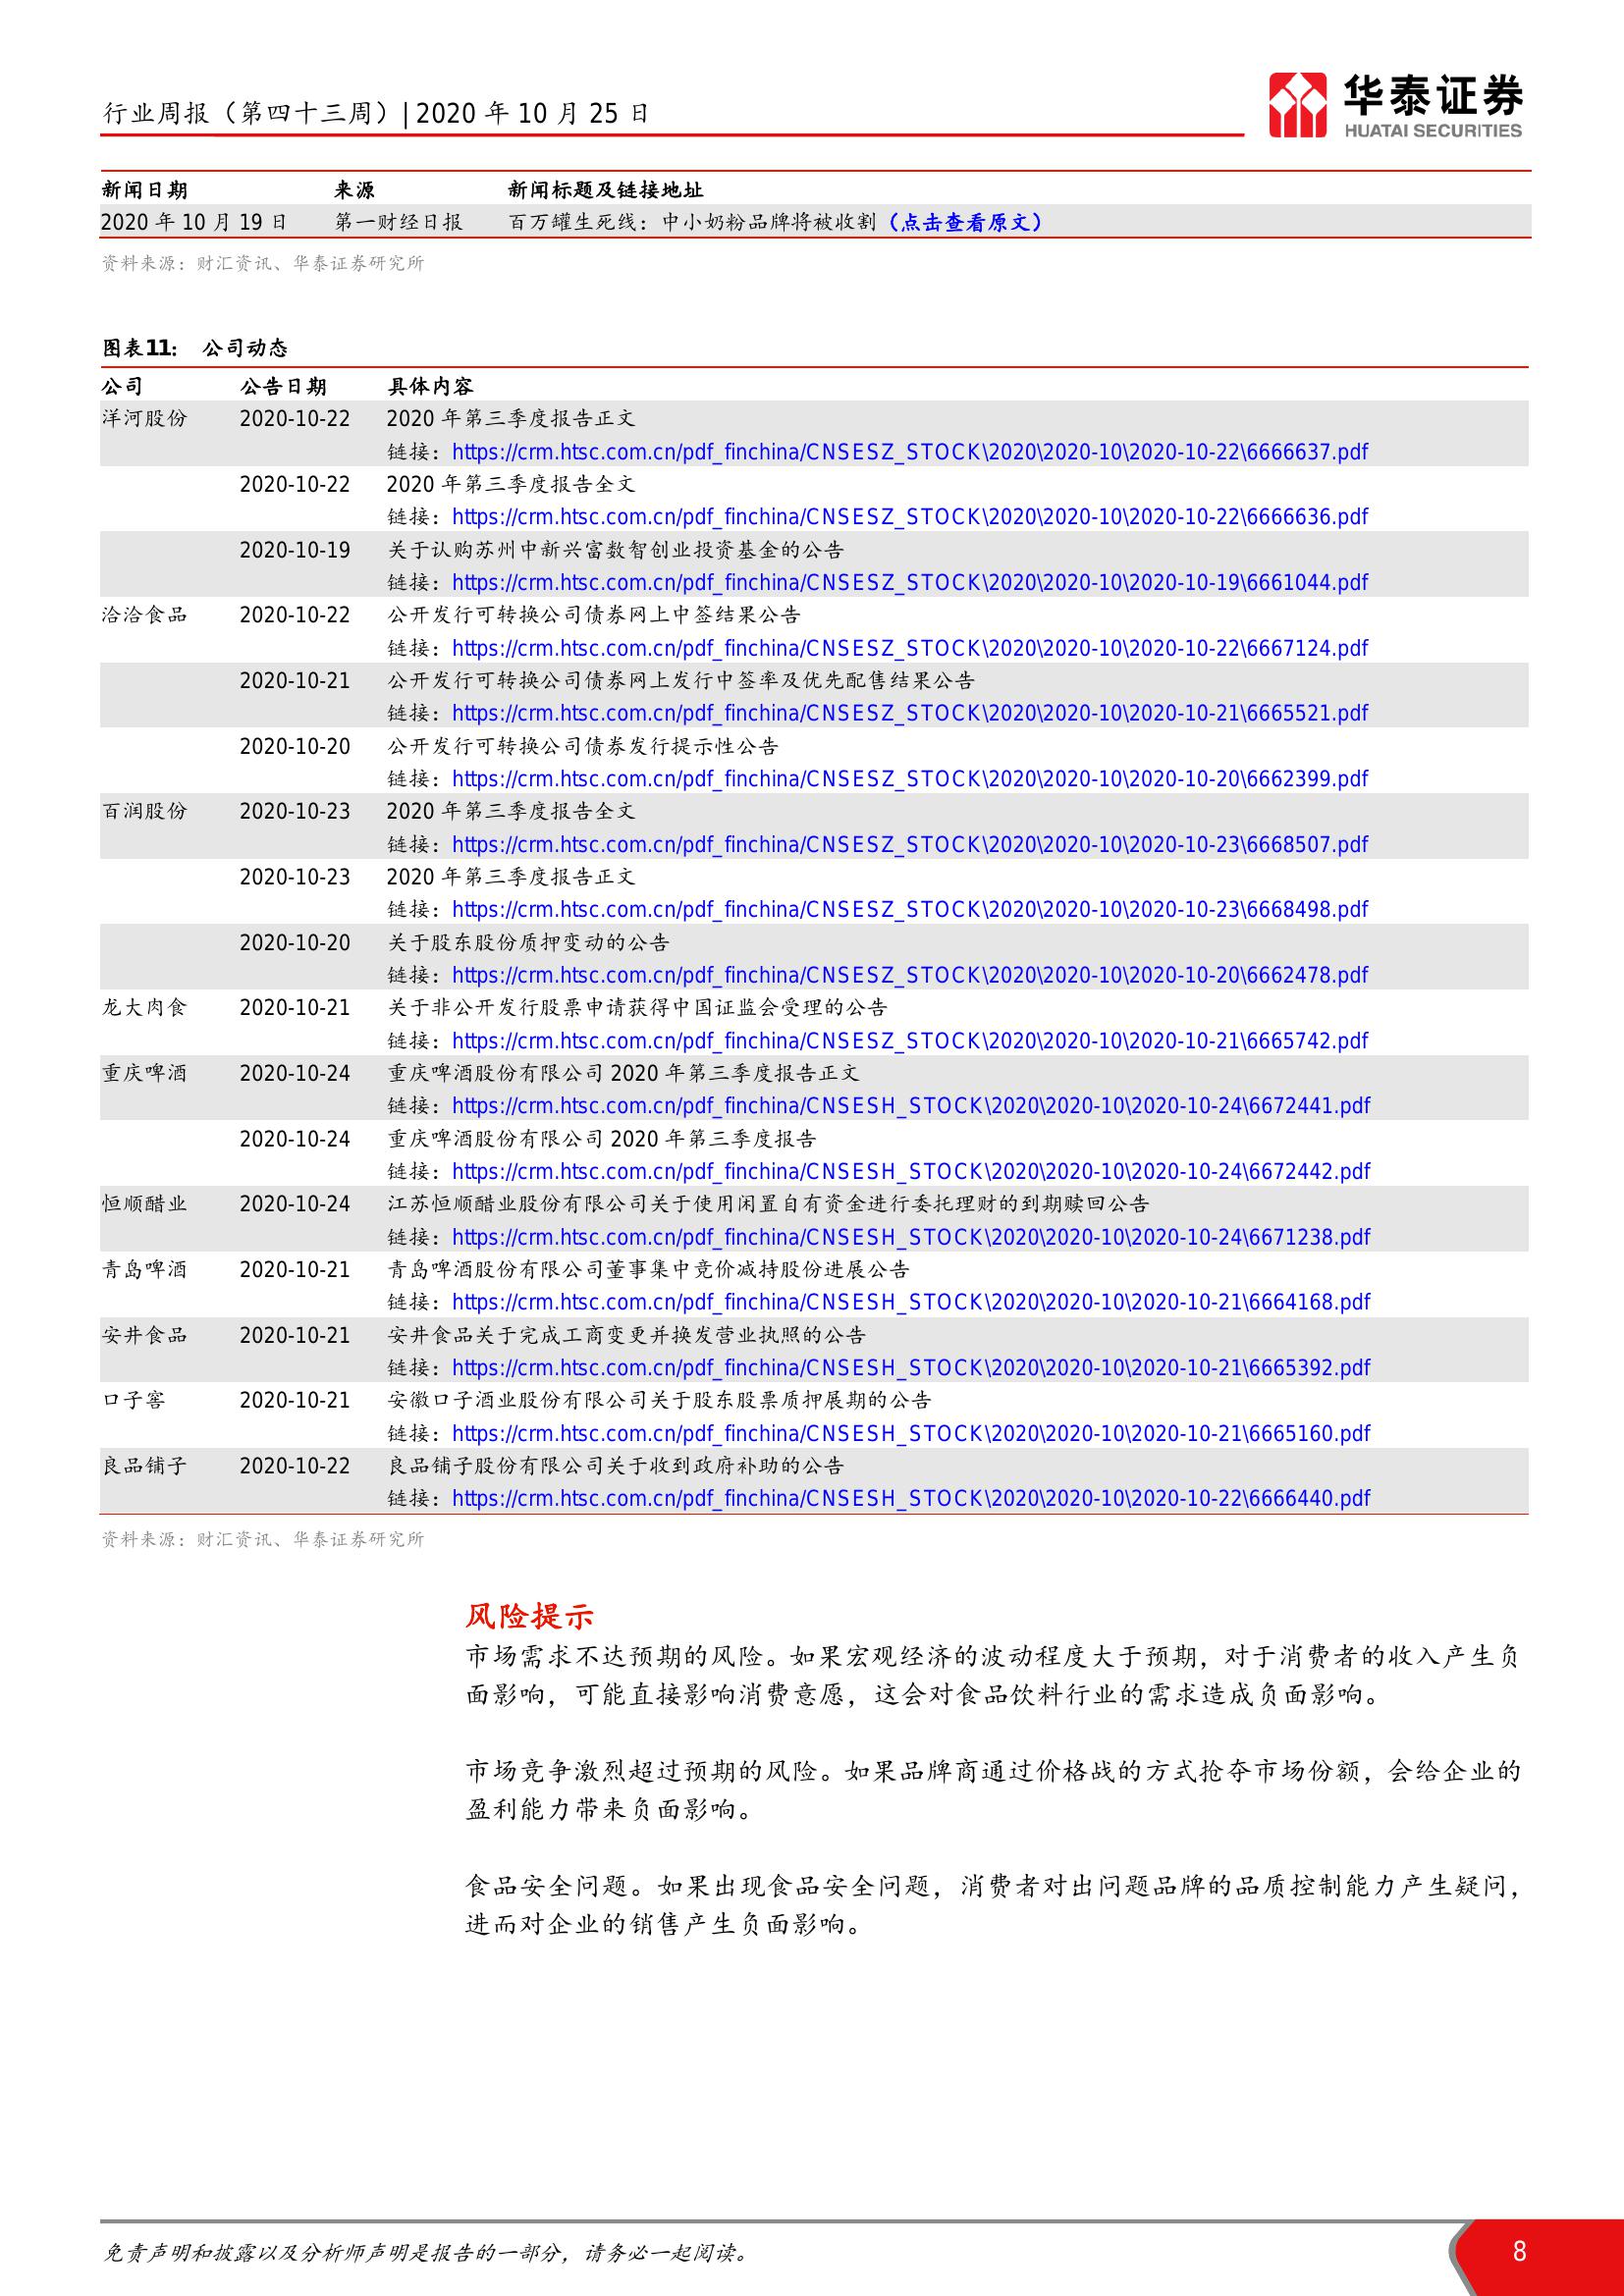 行业周报（第四十三周）| 2020 年 10 月 25 日
华泰证券
HUATAI SECURITIES
新闻日期 来源 新闻标题及链接地址
2020 年 10 月 19 日 第一财经日报 百万罐生死线：中小奶粉品牌将被收割（点击查看原文）
资料来源：财汇资讯、华泰证券研究所
图表11： 公司动态
公司 公告日期 具体内容
洋河股份 2020-10-22 2020 年第三季度报告正文
链接：https://crm.htsc.com.cn/pdf_finchina/CNSESZ_STOCK\2020\2020-10\2020-10-22\6666637.pdf
2020-10-22 2020 年第三季度报告全文
链接：https://crm.htsc.com.cn/pdf_finchina/CNSESZ_STOCK\2020\2020-10\2020-10-22\6666636.pdf
2020-10-19 关于认购苏州中新兴富数智创业投资基金的公告
链接：https://crm.htsc.com.cn/pdf_finchina/CNSESZ_STOCK\2020\2020-10\2020-10-19\6661044.pdf
洽洽食品 2020-10-22 公开发行可转换公司债券网上中签结果公告
链接：https://crm.htsc.com.cn/pdf_finchina/CNSESZ_STOCK\2020\2020-10\2020-10-22\6667124.pdf
2020-10-21 公开发行可转换公司债券网上发行中签率及优先配售结果公告
链接：https://crm.htsc.com.cn/pdf_finchina/CNSESZ_STOCK\2020\2020-10\2020-10-21\6665521.pdf
2020-10-20 公开发行可转换公司债券发行提示性公告
链接：https://crm.htsc.com.cn/pdf_finchina/CNSESZ_STOCK\2020\2020-10\2020-10-20\6662399.pdf
百润股份 2020-10-23 2020 年第三季度报告全文
链接：https://crm.htsc.com.cn/pdf_finchina/CNSESZ_STOCK\2020\2020-10\2020-10-23\6668507.pdf
2020-10-23 2020 年第三季度报告正文
链接：https://crm.htsc.com.cn/pdf_finchina/CNSESZ_STOCK\2020\2020-10\2020-10-23\6668498.pdf
2020-10-20 关于股东股份质押变动的公告
链接：https://crm.htsc.com.cn/pdf_finchina/CNSESZ_STOCK\2020\2020-10\2020-10-20\6662478.pdf
龙大肉食 2020-10-21 关于非公开发行股票申请获得中国证监会受理的公告
链接：https://crm.htsc.com.cn/pdf_finchina/CNSESZ_STOCK\2020\2020-10\2020-10-21\6665742.pdf
重庆啤酒 2020-10-24 重庆啤酒股份有限公司 2020 年第三季度报告正文
链接：https://crm.htsc.com.cn/pdf_finchina/CNSESH_STOCK\2020\2020-10\2020-10-24\6672441.pdf
2020-10-24 重庆啤酒股份有限公司 2020 年第三季度报告
链接：https://crm.htsc.com.cn/pdf_finchina/CNSESH_STOCK\2020\2020-10\2020-10-24\6672442.pdf
恒顺醋业 2020-10-24 江苏恒顺醋业股份有限公司关于使用闲置自有资金进行委托理财的到期赎回公告
链接：https://crm.htsc.com.cn/pdf_finchina/CNSESH_STOCK\2020\2020-10\2020-10-24\6671238.pdf
青岛啤酒 2020-10-21 青岛啤酒股份有限公司董事集中竞价减持股份进展公告
链接：https://crm.htsc.com.cn/pdf_finchina/CNSESH_STOCK\2020\2020-10\2020-10-21\6664168.pdf
安井食品 2020-10-21 安井食品关于完成工商变更并换发营业执照的公告
链接：https://crm.htsc.com.cn/pdf_finchina/CNSESH_STOCK\2020\2020-10\2020-10-21\6665392.pdf
口子窖 2020-10-21 安徽口子酒业股份有限公司关于股东股票质押展期的公告
链接：https://crm.htsc.com.cn/pdf_finchina/CNSESH_STOCK\2020\2020-10\2020-10-21\6665160.pdf
良品铺子 2020-10-22 良品铺子股份有限公司关于收到政府补助的公告
链接：https://crm.htsc.com.cn/pdf_finchina/CNSESH_STOCK\2020\2020-10\2020-10-22\6666440.pdf
资料来源：财汇资讯、华泰证券研究所
风险提示
市场需求不达预期的风险。如果宏观经济的波动程度大于预期，对于消费者的收入产生负
面影响，可能直接影响消费意愿，这会对食品饮料行业的需求造成负面影响。
市场竞争激烈超过预期的风险。如果品牌商通过价格战的方式抢夺市场份额，会给企业的
盈利能力带来负面影响。
食品安全问题。如果出现食品安全问题，消费者对出问题品牌的品质控制能力产生疑问，
进而对企业的销售产生负面影响。
免责声明和披露以及分析师声明是报告的一部分，请务必一起阅读。
8